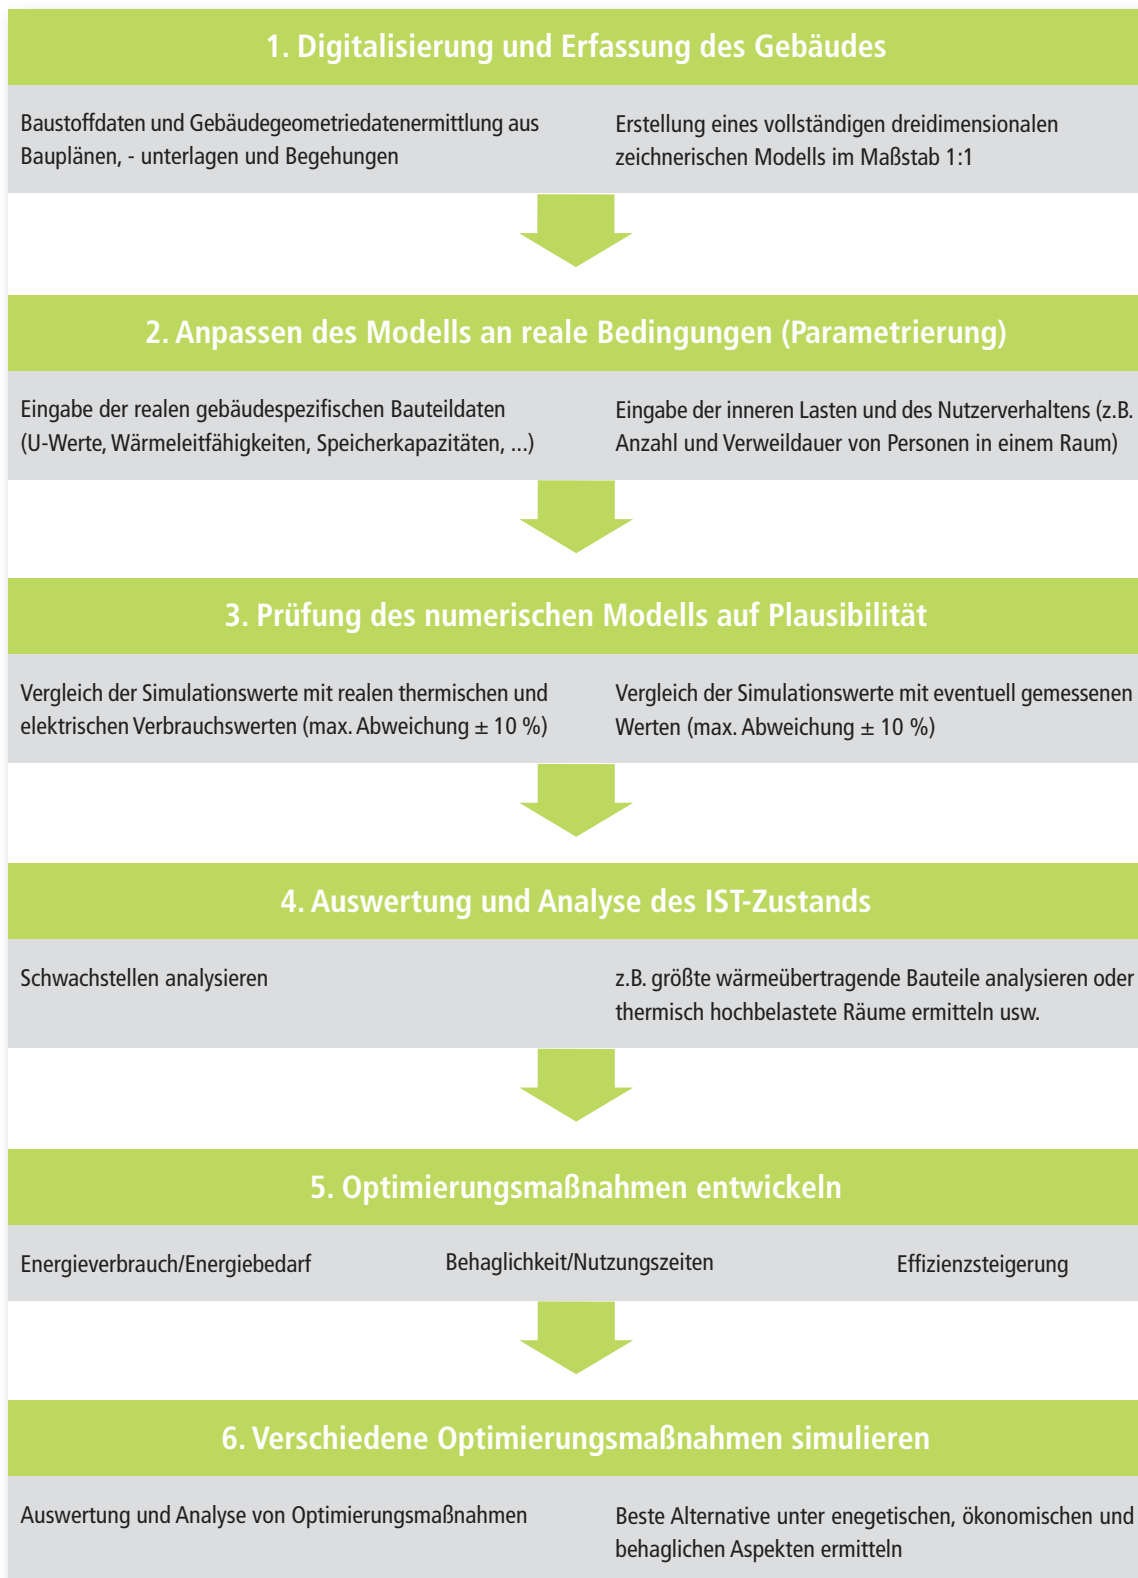 1. Digitalisierung und Erfassung des Gebäudes
Baustoffdaten und Gebäudegeometriedatenermittlung aus
Bauplänen, - unterlagen und Begehungen
Erstellung eines vollständigen dreidimensionalen
zeichnerischen Modells im Maßstab 1:1
2. Anpassen des Modells an reale Bedingungen (Parametrierung)
Eingabe der realen gebäudespezifischen Bauteildaten
(U-Werte, Wärmeleitfähigkeiten, Speicherkapazitäten, ...)
Eingabe der inneren Lasten und des Nutzerverhaltens (z.B.
Anzahl und Verweildauer von Personen in einem Raum)
3. Prüfung des numerischen Modells auf Plausibilität
Vergleich der Simulationswerte mit realen thermischen und
elektrischen Verbrauchswerten (max. Abweichung ± 10 %)
Vergleich der Simulationswerte mit eventuell gemessenen
Werten (max. Abweichung ± 10 %)
4. Auswertung und Analyse des IST-Zustands
Schwachstellen analysieren
z.B. größte wärmeübertragende Bauteile analysieren oder
thermisch hochbelastete Räume ermitteln usw.
5. Optimierungsmaßnahmen entwickeln
Energieverbrauch/Energiebedarf
Behaglichkeit/Nutzungszeiten
Effizienzsteigerung
6. Verschiedene Optimierungsmaßnahmen simulieren
Auswertung und Analyse von Optimierungsmaßnahmen
Beste Alternative unter enegetischen, ökonomischen und
behaglichen Aspekten ermitteln